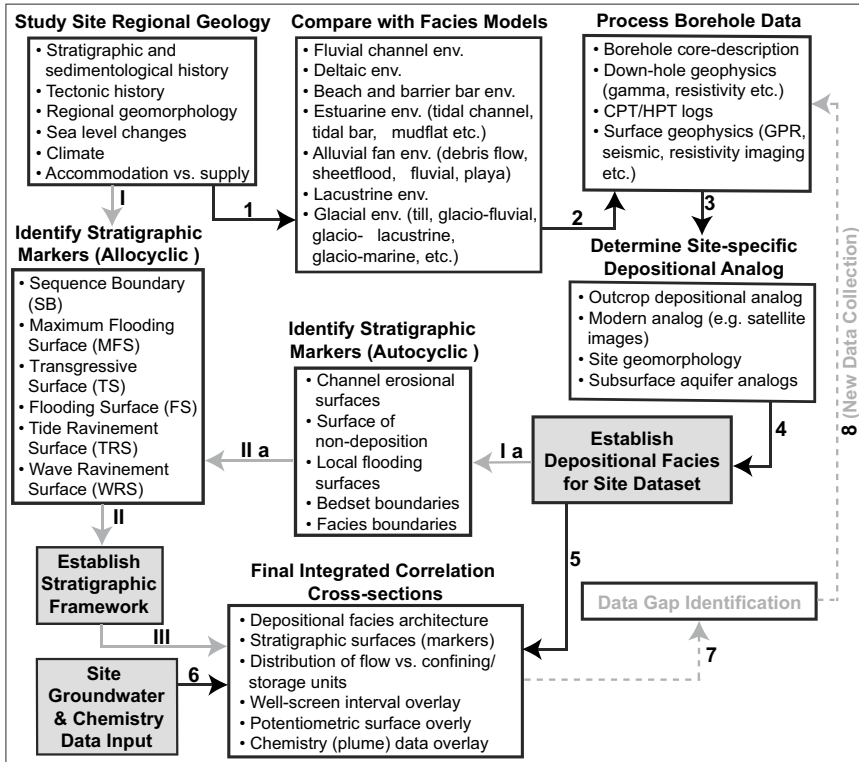 Study Site Regional Geology
• Stratigraphic and
sedimentological history
• Tectonic history
• Regional geomorphology
• Sea level changes
• Climate
• Accommodation vs. supply
Compare with Facies Models
• Fluvial channel env.
• Deltaic env.
• Beach and barrier bar env.
• Estuarine env. (tidal channel,
tidal bar, mudflat etc.)
• Alluvial fan env. (debris flow,
sheetflood, fluvial, playa)
• Lacustrine env.
• Glacial env. (till, glacio-fluvial,
glacio- lacustrine,
glacio-marine, etc.)
Process Borehole Data
• Borehole core-description
• Down-hole geophysics
(gamma, resistivity etc.)
• CPT/HPT logs
• Surface geophysics (GPR,
seismic, resistivity imaging
etc.)
I
1
2
3
Identify Stratigraphic
Markers (Allocyclic )
• Sequence Boundary
(SB)
• Maximum Flooding
Surface (MFS)
• Transgressive
Surface (TS)
• Flooding Surface (FS)
• Tide Ravinement
Surface (TRS)
• Wave Ravinement
Surface (WRS)
Identify Stratigraphic
Markers (Autocyclic )
• Channel erosional
surfaces
• Surface of
non-deposition
• Local flooding
surfaces
• Bedset boundaries
• Facies boundaries
Determine Site-specific
Depositional Analog
• Outcrop depositional analog
• Modern analog (e.g. satellite
images)
• Site geomorphology
• Subsurface aquifer analogs
4
8 (New Data Collection)
II a
I a
Establish
Depositional Facies
for Site Dataset
II
5
Establish
Stratigraphic
Framework
III
Final Integrated Correlation
Cross-sections
• Depositional facies architecture
• Stratigraphic surfaces (markers)
• Distribution of flow vs. confining/
storage units
• Well-screen interval overlay
• Potentiometric surface overly
• Chemistry (plume) data overlay
Data Gap Identification
7
6
Site
Groundwater
& Chemistry
Data Input